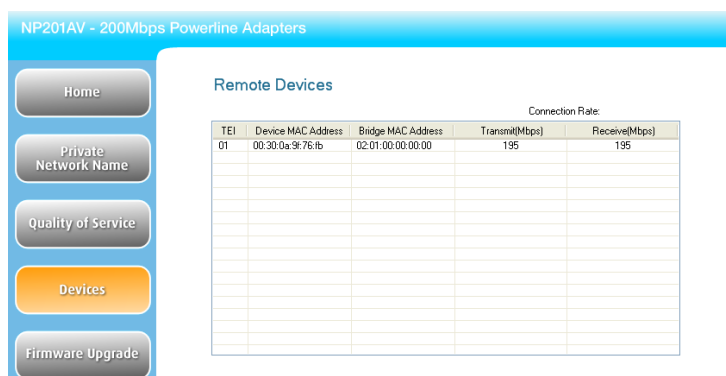 NP201AV - 200Mbps Powerline Adapters
Home
Private
Network Name
Quality of Service
Devices
Firmware Upgrade
Remote Devices
Connection Rate:
TEI Device MAC Address Bridge MAC Address Transmit(Mbps) Receive(Mbps)
01 00:30:0a:9f:76:fb 02:01:00:00:00:00 195 195